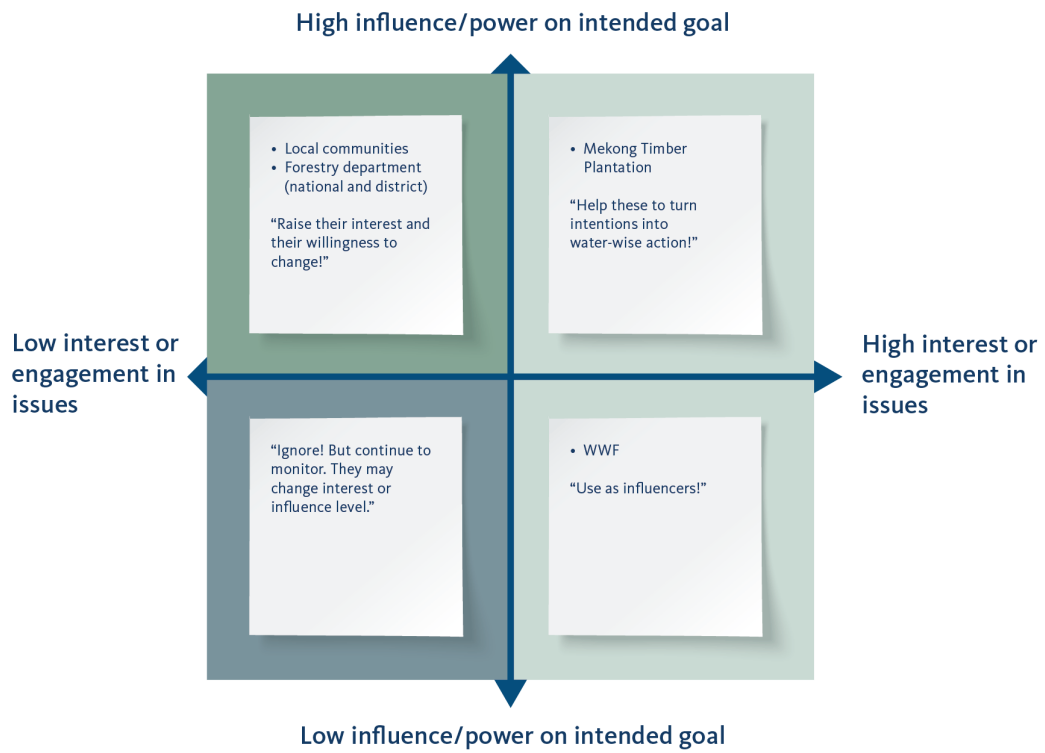 High influence/power on intended goal
• Local communities
• Forestry department
(national and district)
“Raise their interest and
their willingness to
change!”
• Mekong Timber
Plantation
“Help these to turn
intentions into
water-wise action!”
Low interest or
engagement in
issues
High interest or
engagement in
issues
“Ignore! But continue to
monitor. They may
change interest or
influence level.”
• WWF
“Use as influencers!”
Low influence/power on intended goal